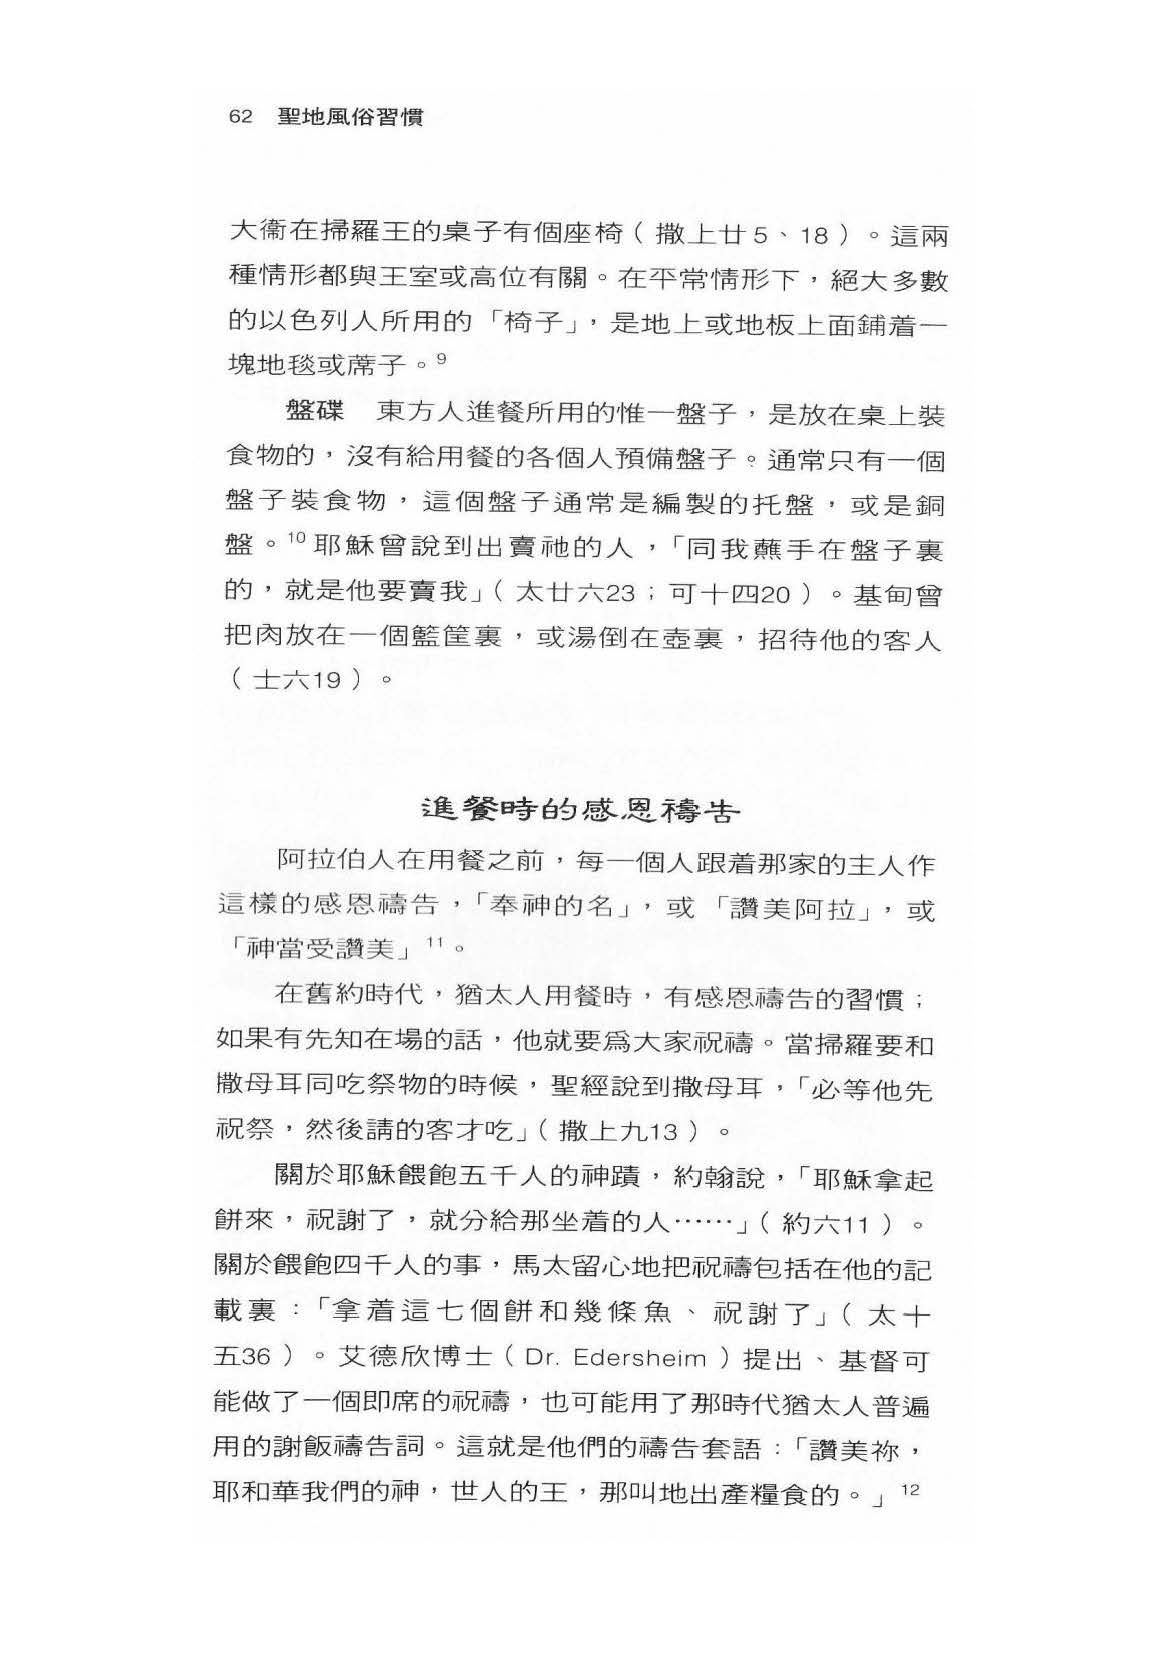 62 聖地風俗習慣
大衞在掃羅王的桌子有個座椅（撒上廿5、18）。這兩
種情形都與王室或高位有關。在平常情形下，絕大多數
的以色列人所用的「椅子」，是地上或地板上面鋪着一
塊地毯或蓆子。9
盤碟 東方人進餐所用的惟一盤子，是放在桌上裝
食物的，沒有給用餐的各個人預備盤子。通常只有一個
盤子裝食物，這個盤子通常是編製的托盤，或是銅
盤。10耶穌曾說到出賣祂的人，「同我蘸手在盤子裏
的，就是他要賣我」（太廿六23；可十四20）。基甸曾
把肉放在一個籃筐裏，或湯倒在壺裏，招待他的客人
（士六19）。
進餐時的感恩禱告
阿拉伯人在用餐之前，每一個人跟着那家的主人作
這樣的感恩禱告，「奉神的名」，或「讚美阿拉」，或
「神當受讚美」11。
在舊約時代，猶太人用餐時，有感恩禱告的習慣；
如果有先知在場的話，他就要爲大家祝禱。當掃羅要和
撒母耳同吃祭物的時候，聖經說到撒母耳，「必等他先
祝祭，然後請的客才吃」（撒上九13）。
關於耶穌餵飽五千人的神蹟，約翰說，「耶穌拿起
餅來，祝謝了，就分給那坐着的人……」（約六11）。
關於餵飽四千人的事，馬太留心地把祝禱包括在他的記
載裏：「拿着這七個餅和幾條魚、祝謝了」（太十
五36）。艾德欣博士（Dr. Edersheim）提出、基督可
能做了一個即席的祝禱，也可能用了那時代猶太人普遍
用的謝飯禱告詞。這就是他們的禱告套語：「讚美祢，
耶和華我們的神，世人的王，那叫地出產糧食的。」12